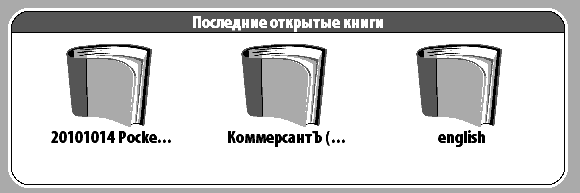 Последние открытые книги
20101014 Pocke...
КоммерсантЪ (...
english